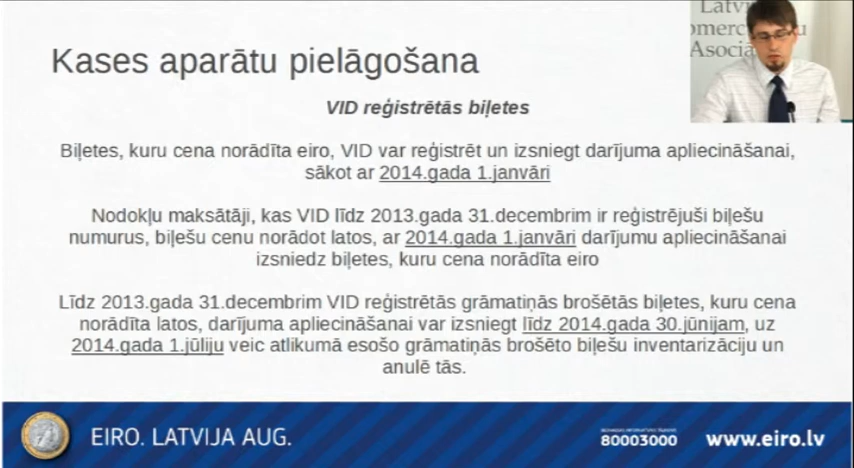 Latvi
omerc u
Asocia
Kases aparātu pielāgošana
VID reģistrētās biļetes
Biļetes, kuru cena norādīta eiro, VID var reģistrēt un izsniegt darījuma apliecināšanai,
sākot ar 2014.gada 1.janvāri
Nodokļu maksātāji, kas VID līdz 2013.gada 31.decembrim ir reģistrējuši biļešu
numurus, biļešu cenu norādot latos, ar 2014.gada 1.janvāri darījumu apliecināšanai
izsniedz biļetes, kuru cena norādīta eiro
Līdz 2013.gada 31.decembrim VID reģistrētās grāmatiņās brošētās biļetes, kuru cena
norādīta latos, darījuma apliecināšanai var izsniegt līdz 2014.gada 30.jūnijam, uz
2014.gada 1.jūliju veic atlikumā esošo grāmatiņās brošēto biļešu inventarizāciju un
anulē tās.
EIRO. LATVIJA AUG.
80003000
www.eiro.lv